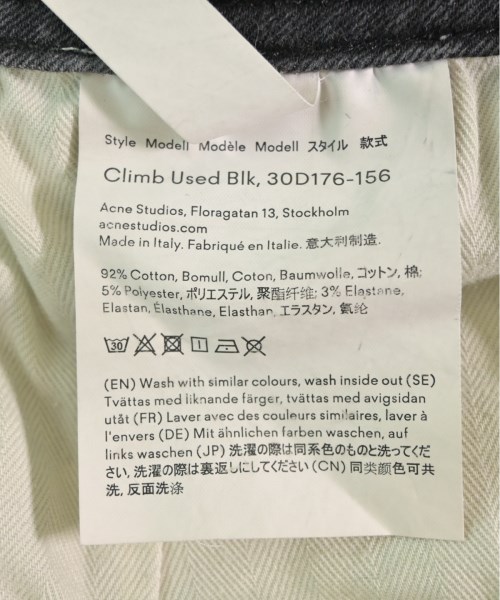 Style Modell Modèle Modell スタイル 款式
Climb Used Blk, 30D176-156
Acne Studios, Floragatan 13, Stockholm
acnestudios.com
Made in Italy. Fabriqué en Italie. 意大利制造.
92% Cotton, Bomull, Coton, Baumwolle, コットン, 棉;
5% Polyester, ポリエステル, 聚酯纤维; 3% Elastane,
Elastan, Élasthane, Elasthan, エラスタン, 氨纶
30
(EN) Wash with similar colours, wash inside out (SE)
Tvättas med liknande färger, tvättas med avigsidan
utåt (FR) Laver avec des couleurs similaires, laver à
l'envers (DE) Mit ähnlichen farben waschen, auf
links waschen (JP) 洗濯の際は同系色のものと洗ってくだ
さい, 洗濯の際は裏返しにしてください (CN) 同类颜色可共
洗, 反面洗涤